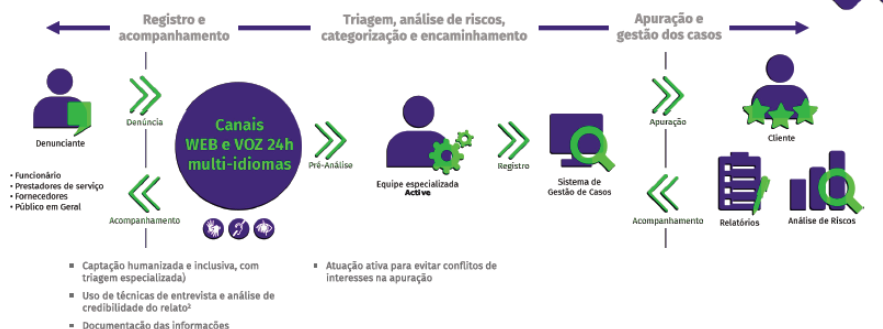 Registro e
acompanhamento
Triagem, análise de riscos,
categorização e encaminhamento
Apuração e
gestão dos casos
Denunciante
• Funcionário
• Prestadores de serviço
• Fornecedores
• Público em Geral
Denúncia
Acompanhamento
Canais
WEB e VOZ 24h
multi-idiomas
Pré-Análise
Equipe especializada
Active
Registro
Sistema de
Gestão de Casos
Apuração
Acompanhamento
Cliente
Relatórios
Análise de Riscos
▪ Captação humanizada e inclusiva, com
triagem especializada)
▪ Uso de técnicas de entrevista e análise de
credibilidade do relato²
▪ Documentação das informações
▪ Atuação ativa para evitar conflitos de
interesses na apuração